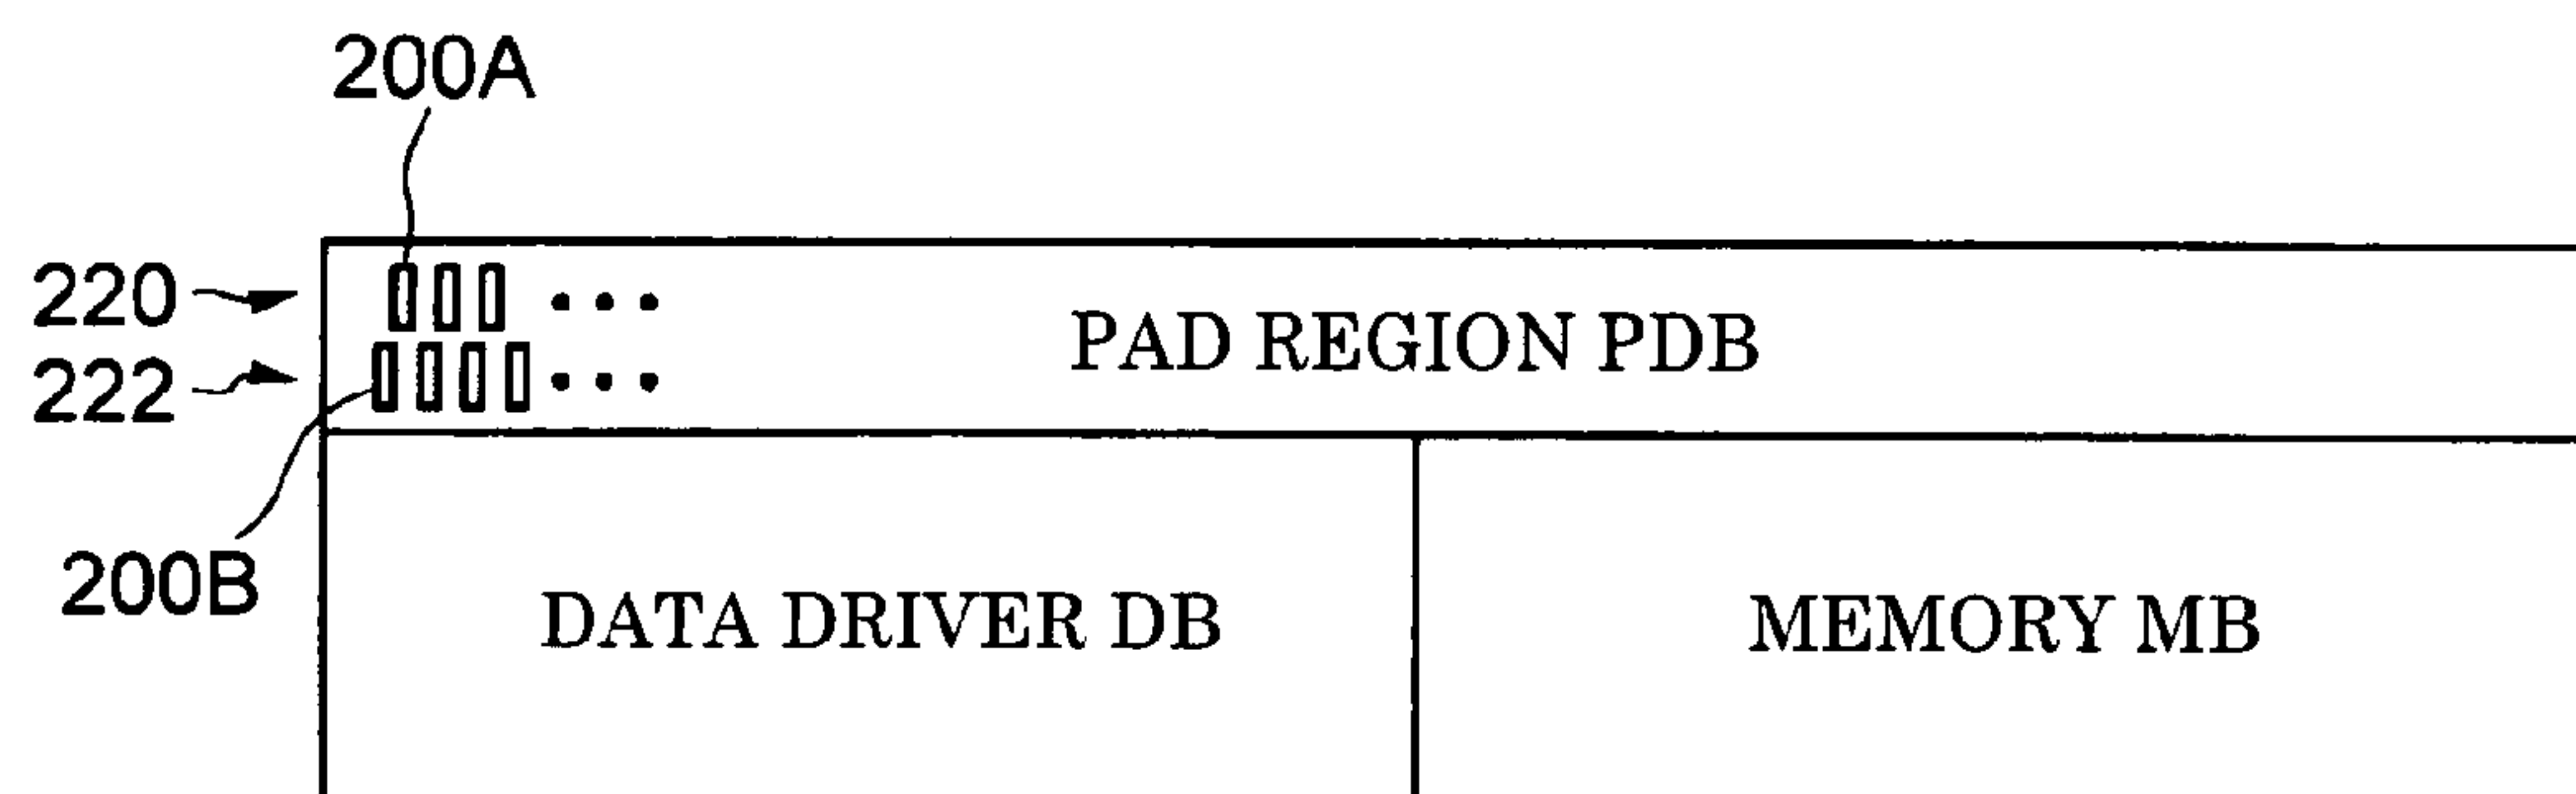 200A
220
222
PAD REGION PDB
200B
DATA DRIVER DB
MEMORY MB